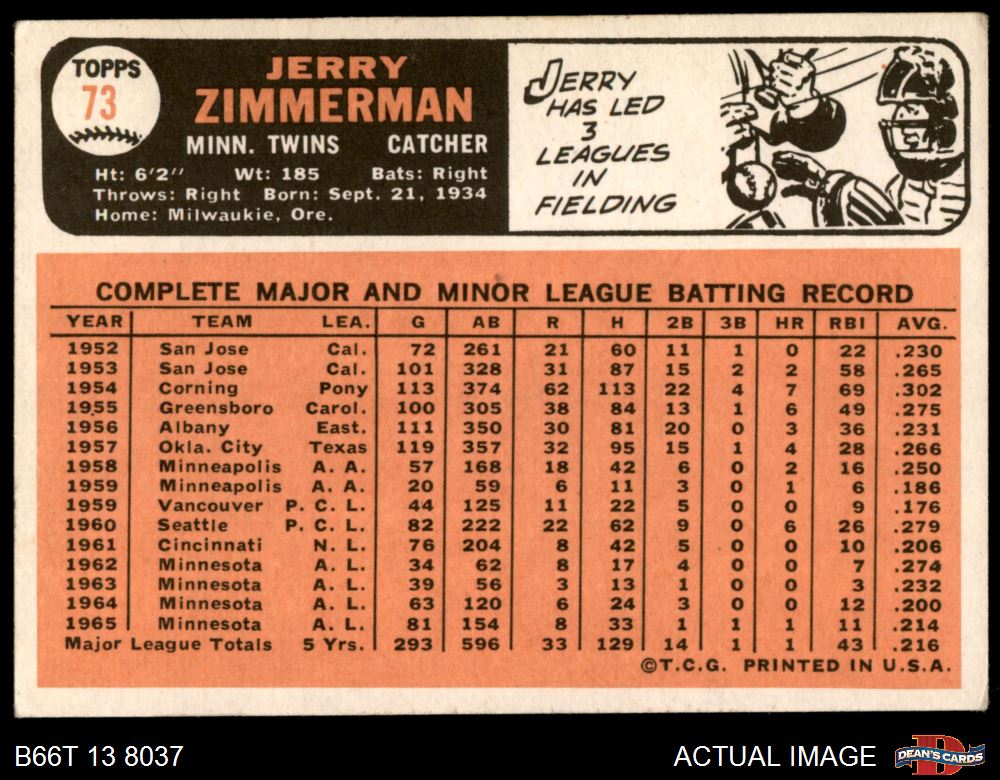 TOPPS
73
JERRY
ZIMMERMAN
MINN. TWINS CATCHER
Ht: 6'2" Wt: 185 Bats: Right
Throws: Right Born: Sept. 21, 1934
Home: Milwaukie, Ore.
JERRY
HAS LED
3
LEAGUES
IN
FIELDING
COMPLETE MAJOR AND MINOR LEAGUE BATTING RECORD
YEAR TEAM LEA. G AB R H 2B 3B HR RBI AVG.
1952 San Jose Cal. 72 261 21 60 11 1 0 22 .230
1953 San Jose Cal. 101 328 31 87 15 2 2 58 .265
1954 Corning Pony 113 374 62 113 22 4 7 69 .302
1955 Greensboro Carol. 100 305 38 84 13 1 6 49 .275
1956 Albany East. 111 350 30 81 20 0 3 36 .231
1957 Okla. City Texas 119 357 32 95 15 1 4 28 .266
1958 Minneapolis A. A. 57 168 18 42 6 0 2 16 .250
1959 Minneapolis A. A. 20 59 6 11 3 0 1 6 .186
1959 Vancouver P. C. L. 44 125 11 22 5 0 0 9 .176
1960 Seattle P. C. L. 82 222 22 62 9 0 6 26 .279
1961 Cincinnati N. L. 76 204 8 42 5 0 0 10 .206
1962 Minnesota A. L. 34 62 8 17 4 0 0 7 .274
1963 Minnesota A. L. 39 56 3 13 1 0 0 3 .232
1964 Minnesota A. L. 63 120 6 24 3 0 0 12 .200
1965 Minnesota A. L. 81 154 8 33 1 1 1 11 .214
Major League Totals 5 Yrs. 293 596 33 129 14 1 1 43 .216
©T.C.G. PRINTED IN U.S.A.
B66T 13 8037 ACTUAL IMAGE DEAN'S CARDS